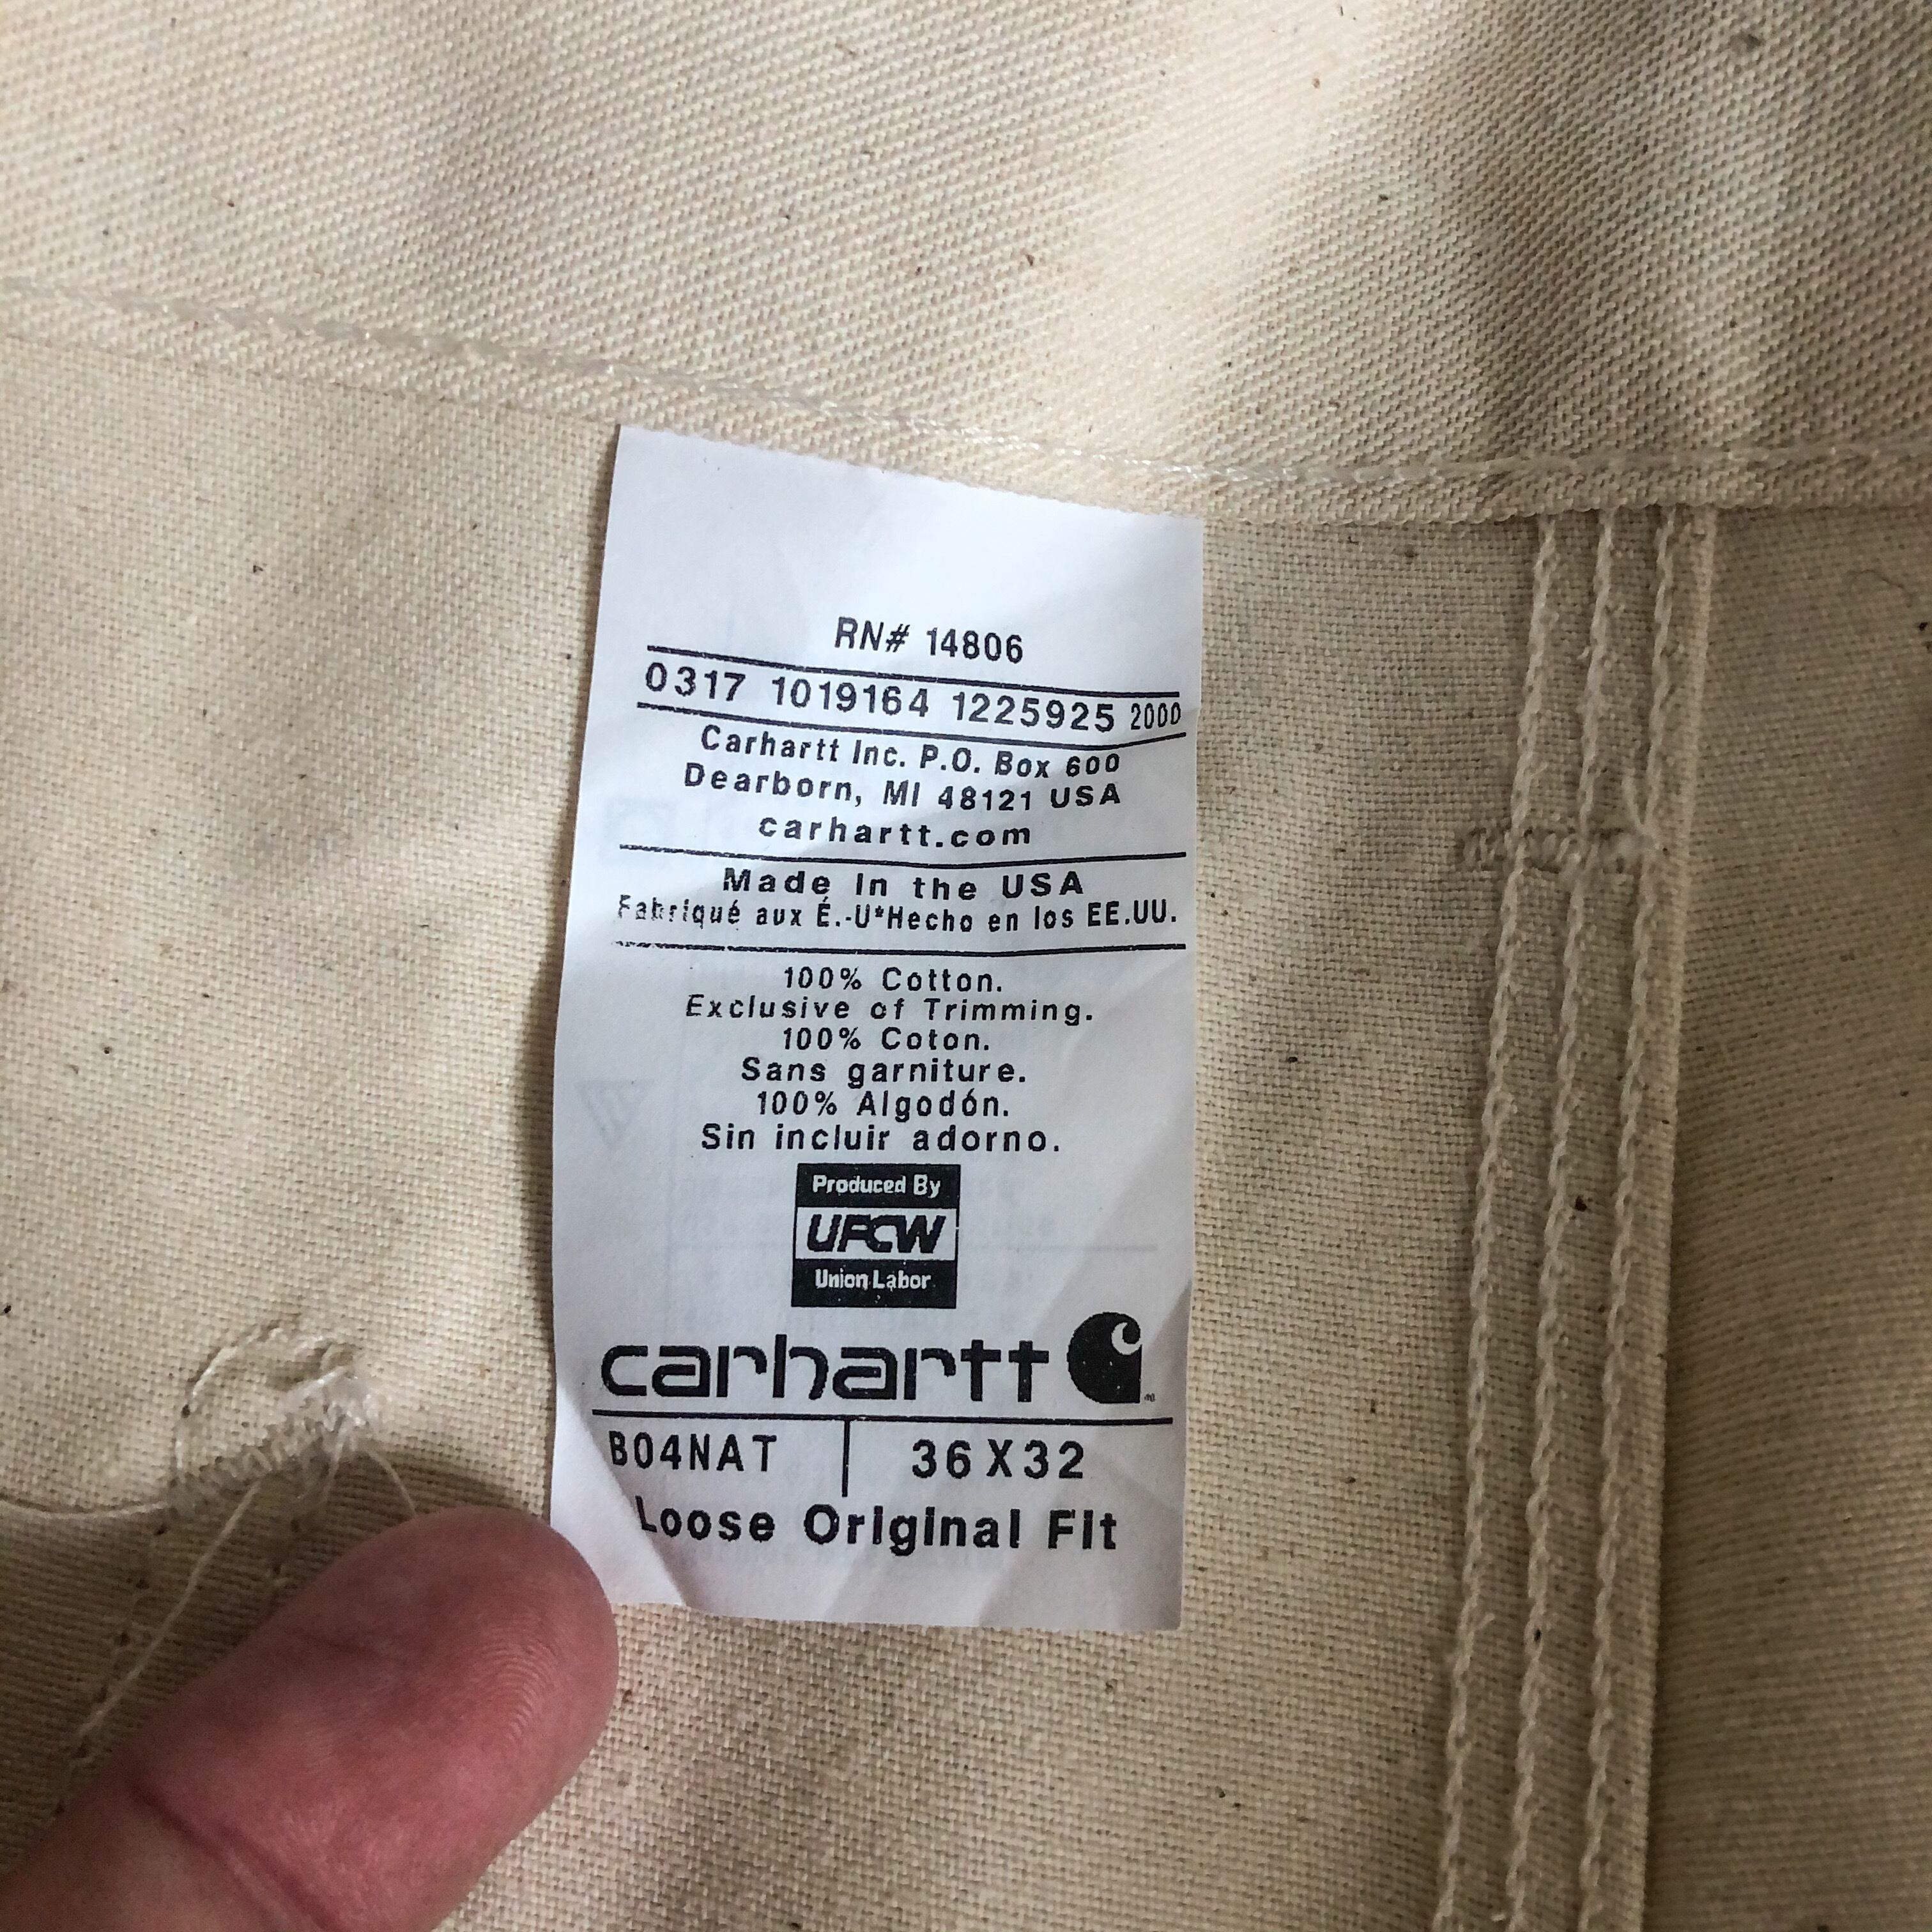 RN# 14806
0317 1019164 1225925 2000
Carhartt Inc. P.O. Box 600
Dearborn, MI 48121 USA
carhartt.com
Made In the USA
Fabriqué aux É.-U*Hecho en los EE.UU.
100% Cotton.
Exclusive of Trimming.
100% Coton.
Sans garniture.
100% Algodón.
Sin incluir adorno.
Produced By
UFCW
Union Labor
carhartt
B04NAT 36X32
Loose Original Fit